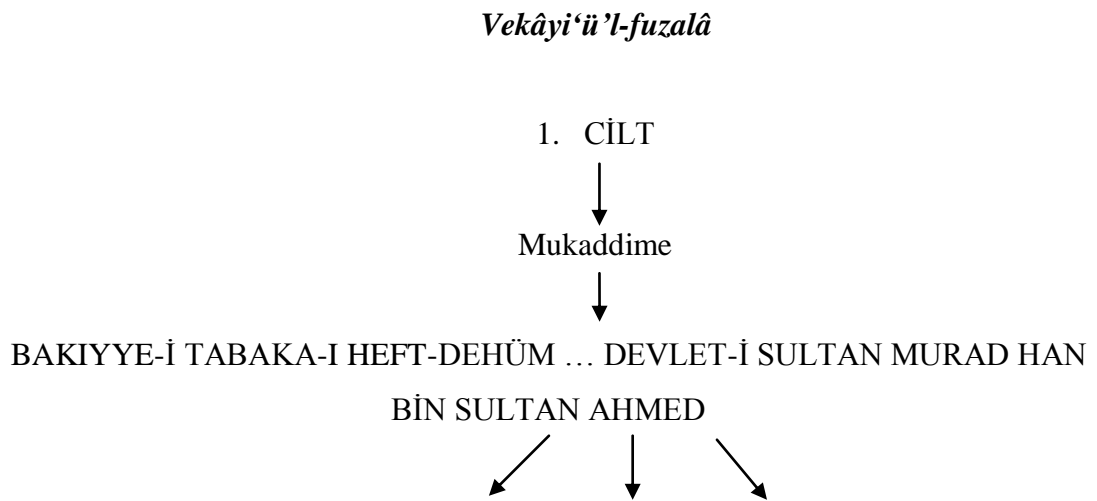 Vekâyi‘ü’l-fuzalâ
1. CİLT
Mukaddime
BAKIYYE-İ TABAKA-I HEFT-DEHÜM … DEVLET-İ SULTAN MURAD HAN
BİN SULTAN AHMED